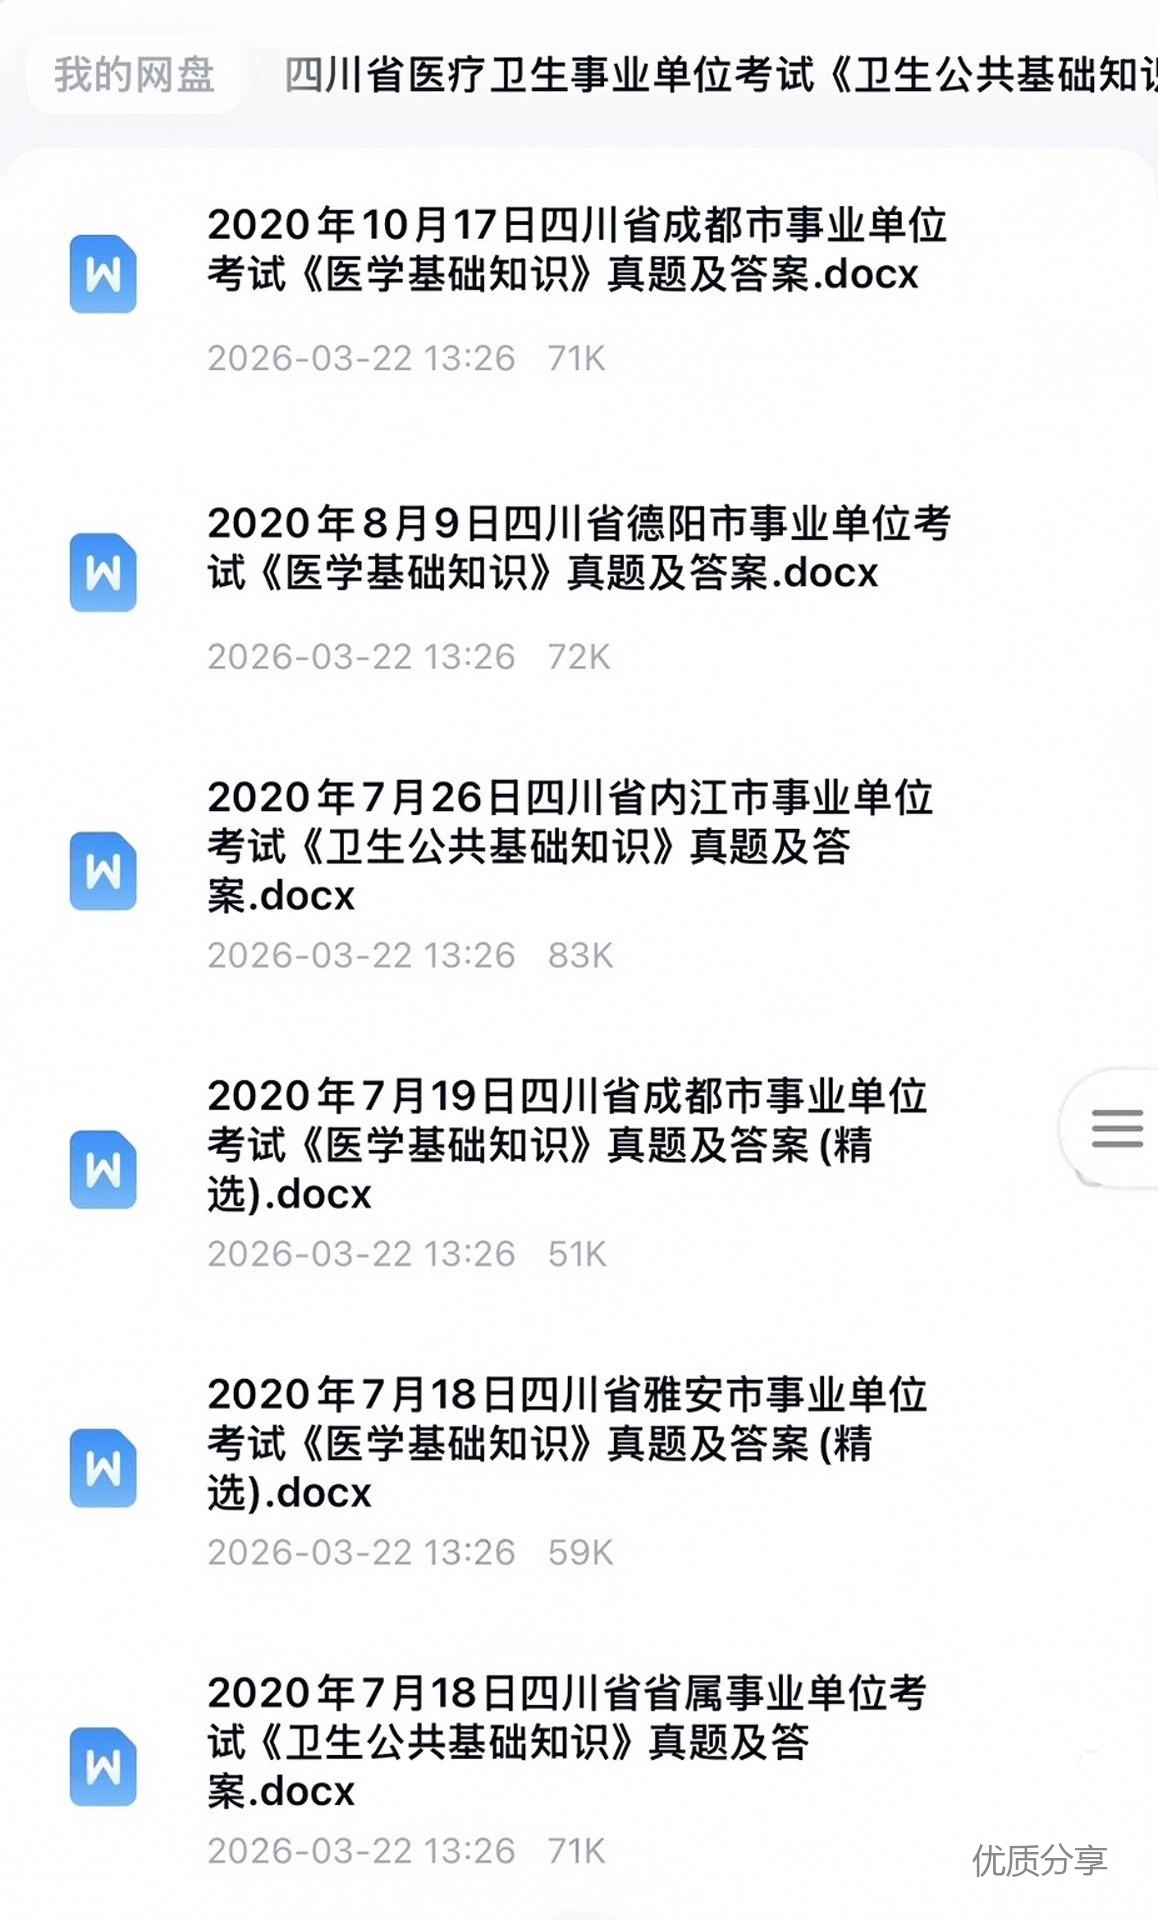 我的网盘
四川省医疗卫生事业单位考试《卫生公共基础知识
2020年10月17日四川省成都市事业单位
考试《医学基础知识》真题及答案.docx
2026-03-22 13:26 71K
2020年8月9日四川省德阳市事业单位考
试《医学基础知识》真题及答案.docx
2026-03-22 13:26 72K
2020年7月26日四川省内江市事业单位
考试《卫生公共基础知识》真题及答
案.docx
2026-03-22 13:26 83K
2020年7月19日四川省成都市事业单位
考试《医学基础知识》真题及答案(精
选).docx
2026-03-22 13:26 51K
2020年7月18日四川省雅安市事业单位
考试《医学基础知识》真题及答案(精
选).docx
2026-03-22 13:26 59K
2020年7月18日四川省省属事业单位考
试《卫生公共基础知识》真题及答
案.docx
2026-03-22 13:26 71K
优质分享